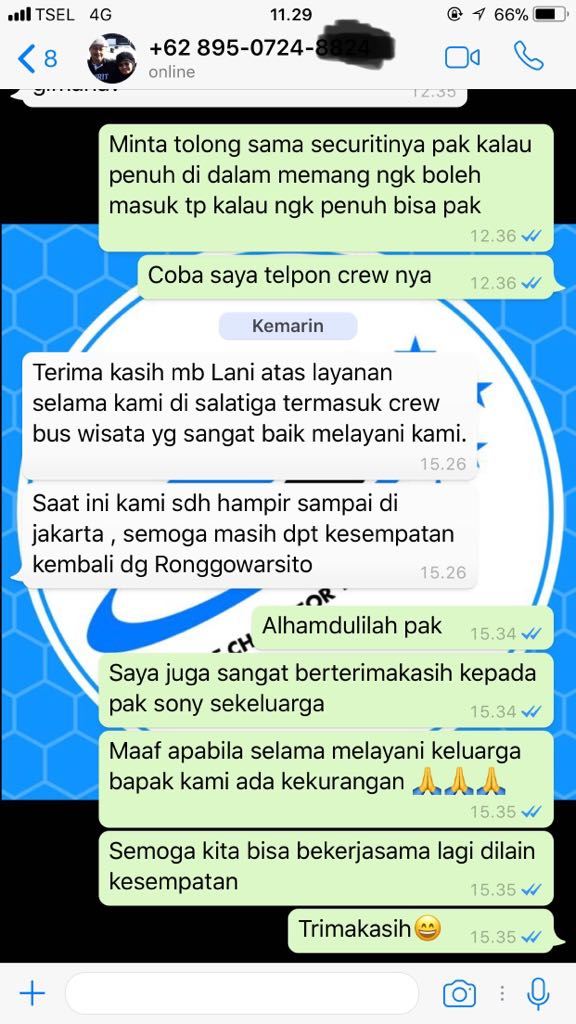 TSEL 4G 11.29 66%
8 +62 895-0724-
online
12.35
Minta tolong sama securitinya pak kalau
penuh di dalam memang ngk boleh
masuk tp kalau ngk penuh bisa pak
12.36
Coba saya telpon crew nya 12.36
Kemarin
Terima kasih mb Lani atas layanan
selama kami di salatiga termasuk crew
bus wisata yg sangat baik melayani kami.
15.26
Saat ini kami sdh hampir sampai di
jakarta , semoga masih dpt kesempatan
kembali dg Ronggowarsito 15.26
Alhamdulilah pak 15.34
Saya juga sangat berterimakasih kepada
pak sony sekeluarga 15.34
Maaf apabila selama melayani keluarga
bapak kami ada kekurangan 🙏🙏🙏
15.35
Semoga kita bisa bekerjasama lagi dilain
kesempatan 15.35
Trimakasih😄 15.35